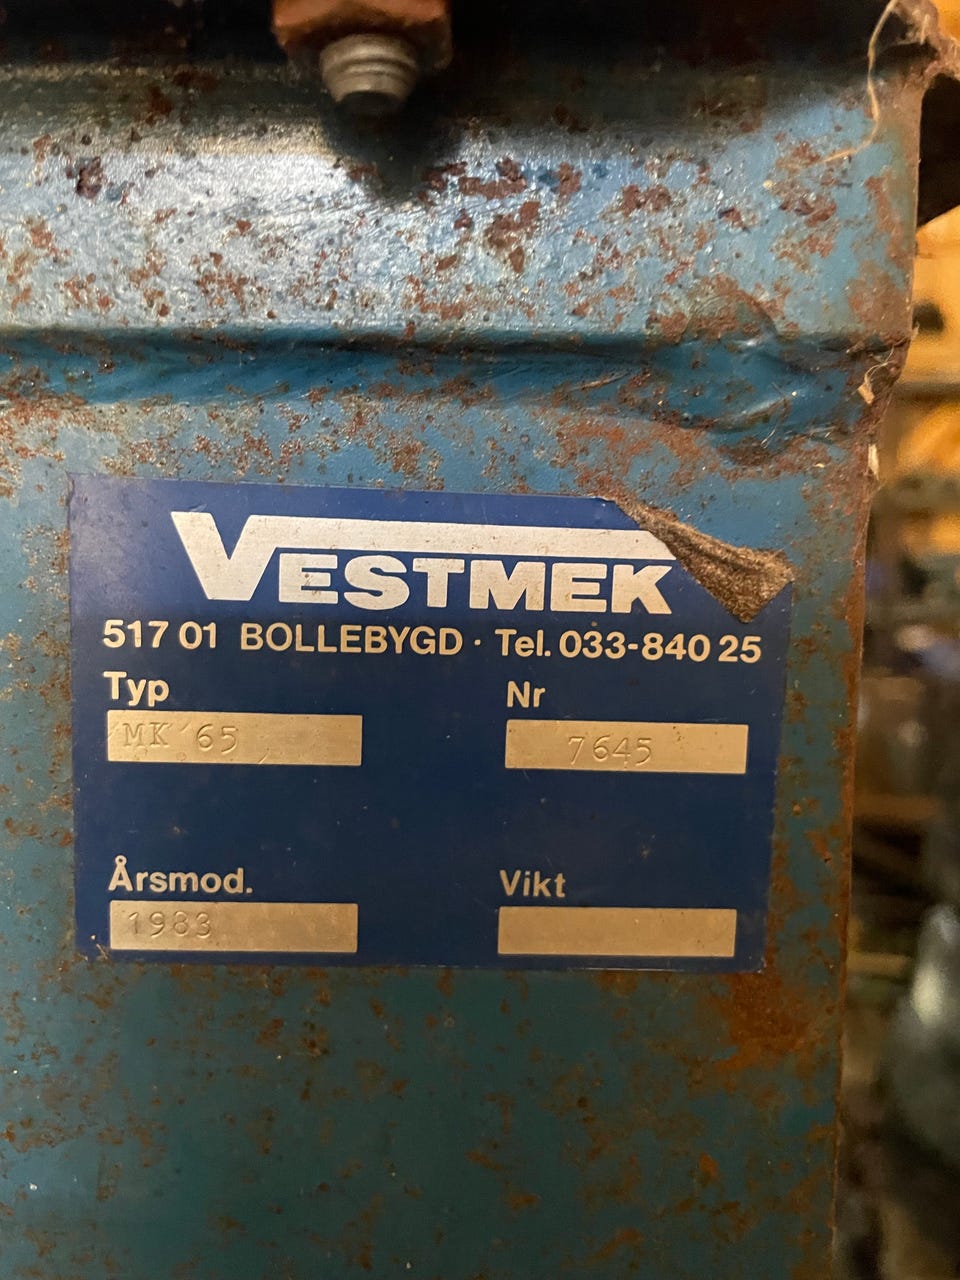 VESTMEK
517 01 BOLLEBYGD · Tel. 033-840 25
Typ Nr
MK 65 7645
Årsmod. Vikt
1983